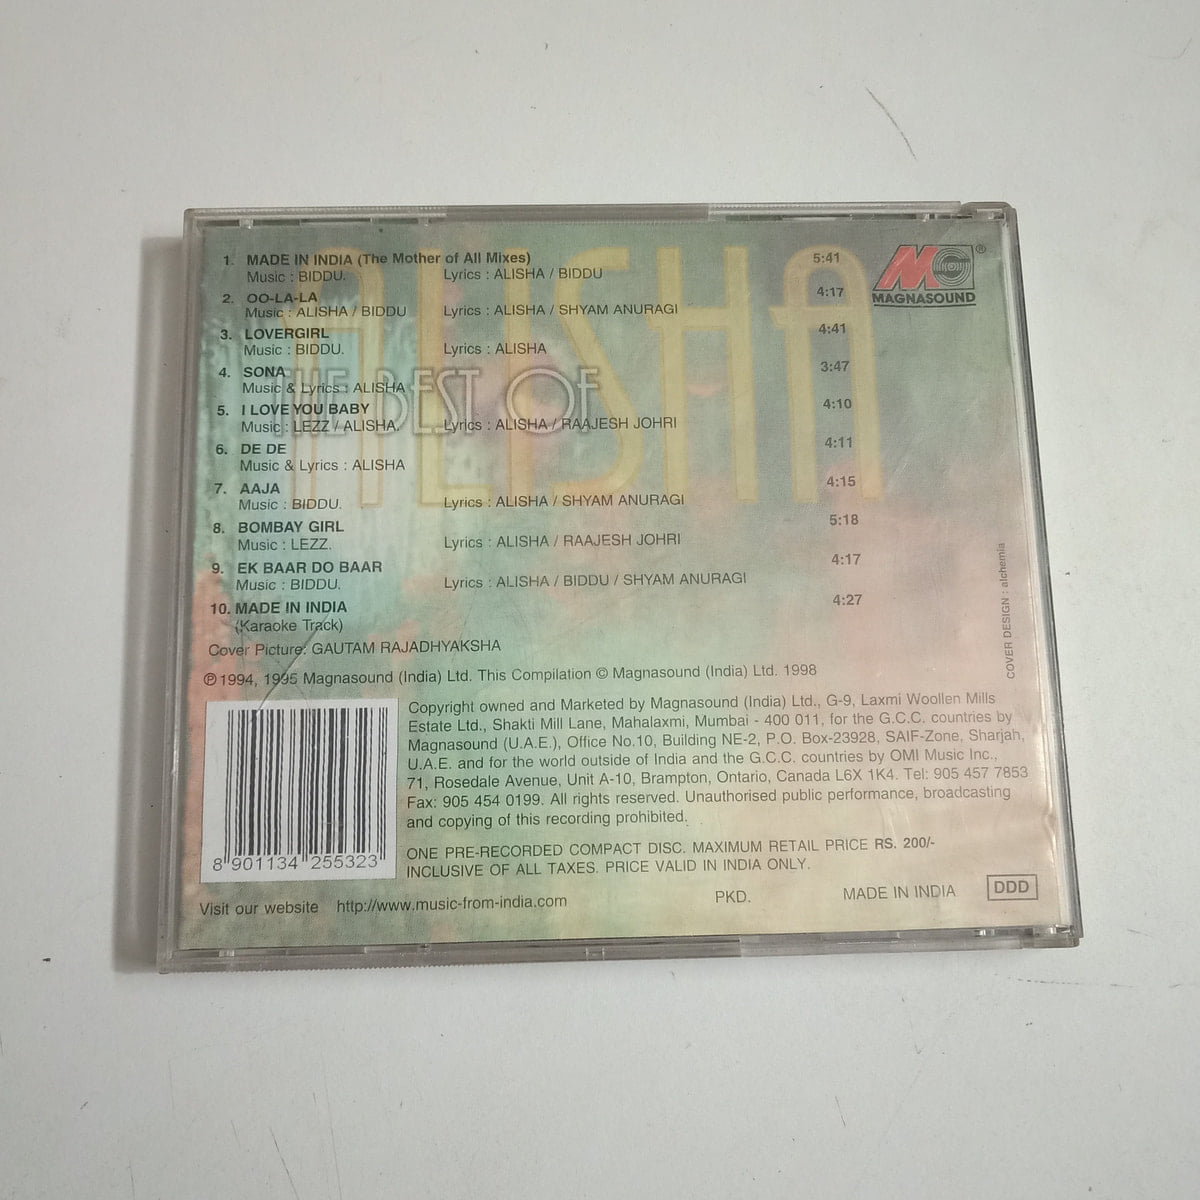 THE BEST OF
ALISHA
MG®
MAGNASOUND
1. MADE IN INDIA (The Mother of All Mixes) 5:41
Music : BIDDU. Lyrics : ALISHA / BIDDU
2. OO-LA-LA 4:17
Music : ALISHA / BIDDU Lyrics : ALISHA / SHYAM ANURAGI
3. LOVERGIRL 4:41
Music : BIDDU. Lyrics : ALISHA
4. SONA 3:47
Music & Lyrics : ALISHA
5. I LOVE YOU BABY 4:10
Music : LEZZ / ALISHA. Lyrics : ALISHA / RAAJESH JOHRI
6. DE DE 4:11
Music & Lyrics : ALISHA
7. AAJA 4:15
Music : BIDDU. Lyrics : ALISHA / SHYAM ANURAGI
8. BOMBAY GIRL 5:18
Music : LEZZ. Lyrics : ALISHA / RAAJESH JOHRI
9. EK BAAR DO BAAR 4:17
Music : BIDDU. Lyrics : ALISHA / BIDDU / SHYAM ANURAGI
10. MADE IN INDIA 4:27
(Karaoke Track)
Cover Picture: GAUTAM RAJADHYAKSHA
COVER DESIGN : alchemia
℗ 1994, 1995 Magnasound (India) Ltd. This Compilation © Magnasound (India) Ltd. 1998
Copyright owned and Marketed by Magnasound (India) Ltd., G-9, Laxmi Woollen Mills
Estate Ltd., Shakti Mill Lane, Mahalaxmi, Mumbai - 400 011, for the G.C.C. countries by
Magnasound (U.A.E.), Office No.10, Building NE-2, P.O. Box-23928, SAIF-Zone, Sharjah,
U.A.E. and for the world outside of India and the G.C.C. countries by OMI Music Inc.,
71, Rosedale Avenue, Unit A-10, Brampton, Ontario, Canada L6X 1K4. Tel: 905 457 7853
Fax: 905 454 0199. All rights reserved. Unauthorised public performance, broadcasting
and copying of this recording prohibited.
8 901134 255323
ONE PRE-RECORDED COMPACT DISC. MAXIMUM RETAIL PRICE RS. 200/-
INCLUSIVE OF ALL TAXES. PRICE VALID IN INDIA ONLY.
Visit our website http://www.music-from-india.com PKD. MADE IN INDIA DDD